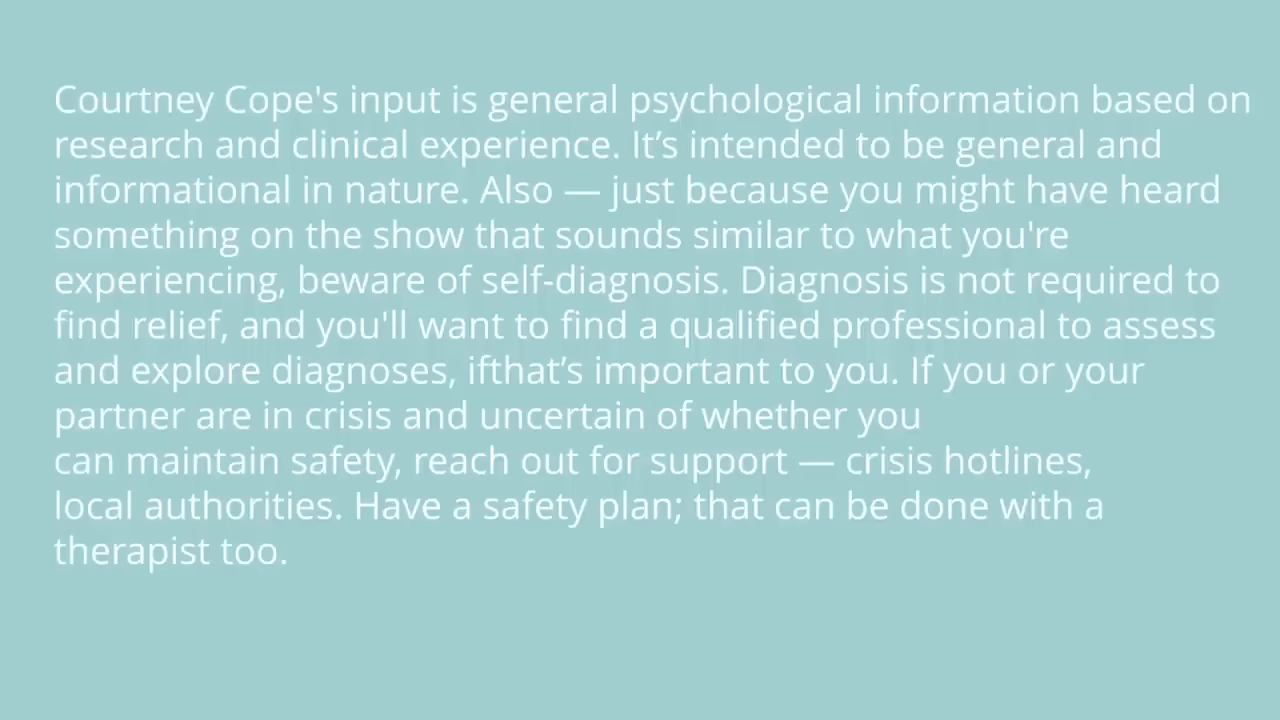 Courtney Cope's input is general psychological information based on
research and clinical experience. It’s intended to be general and
informational in nature. Also — just because you might have heard
something on the show that sounds similar to what you're
experiencing, beware of self-diagnosis. Diagnosis is not required to
find relief, and you'll want to find a qualified professional to assess
and explore diagnoses, ifthat’s important to you. If you or your
partner are in crisis and uncertain of whether you
can maintain safety, reach out for support — crisis hotlines,
local authorities. Have a safety plan; that can be done with a
therapist too.